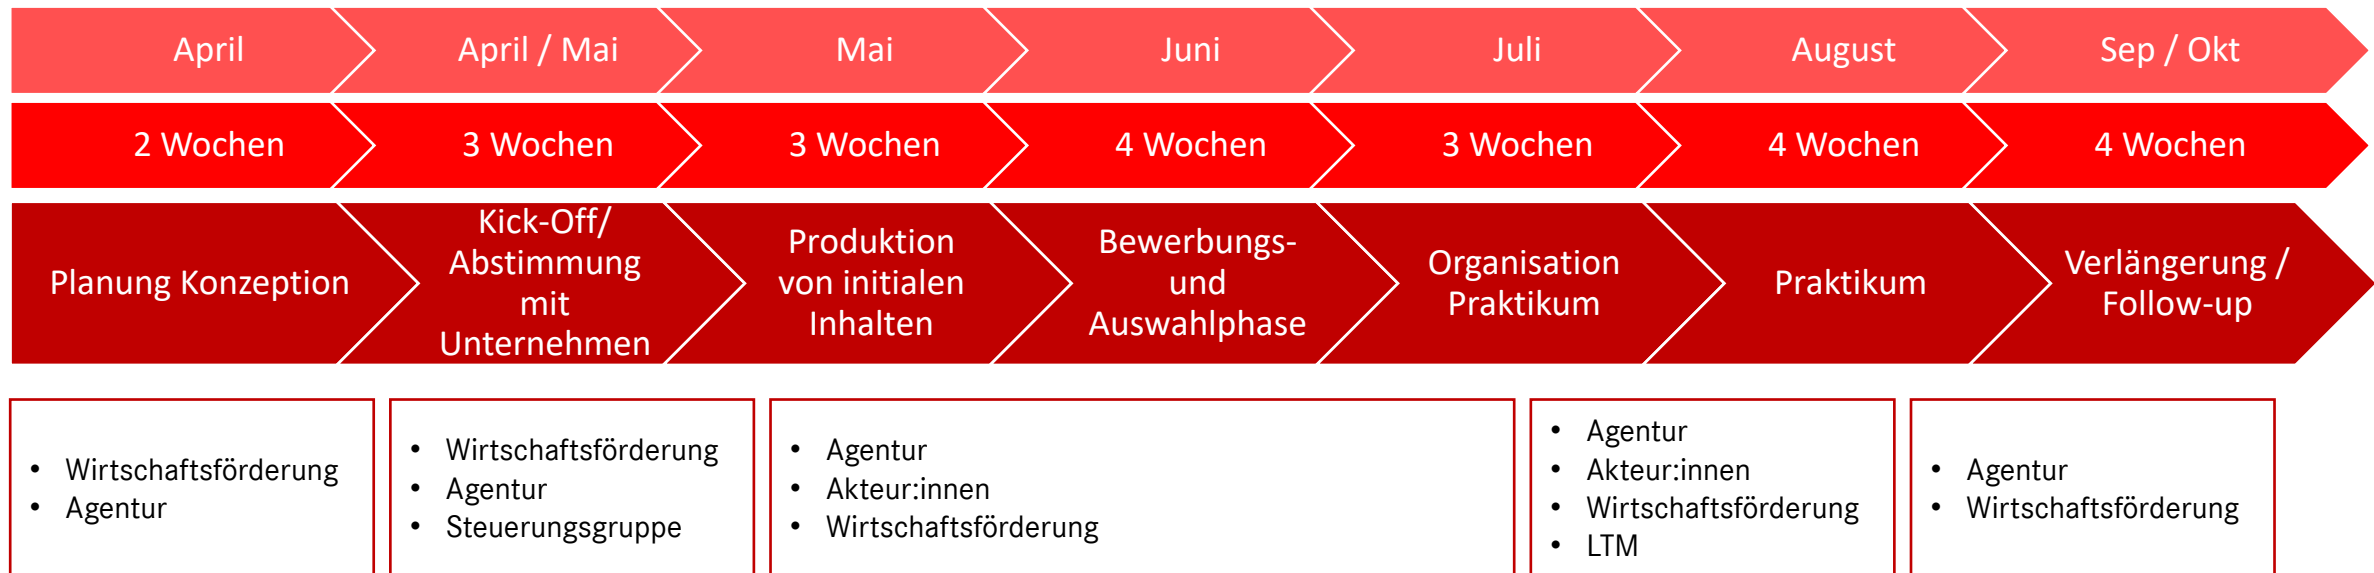 April
April / Mai
Mai
Juni
Juli
August
Sep / Okt
2 Wochen
3 Wochen
3 Wochen
4 Wochen
3 Wochen
4 Wochen
4 Wochen
Planung Konzeption
Kick-Off/
Abstimmung
mit
Unternehmen
Produktion
von initialen
Inhalten
Bewerbungs-
und
Auswahlphase
Organisation
Praktikum
Praktikum
Verlängerung /
Follow-up
• Wirtschaftsförderung
• Agentur
• Wirtschaftsförderung
• Agentur
• Steuerungsgruppe
• Agentur
• Akteur:innen
• Wirtschaftsförderung
• Agentur
• Akteur:innen
• Wirtschaftsförderung
• LTM
• Agentur
• Wirtschaftsförderung